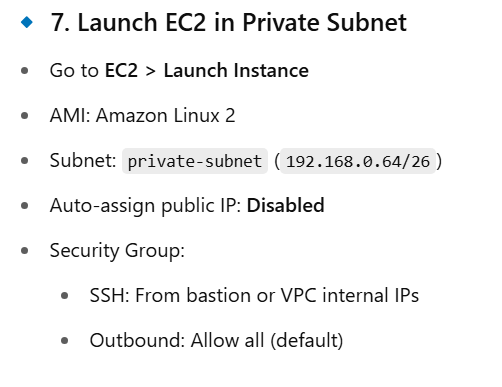 7. Launch EC2 in Private Subnet
Go to EC2 > Launch Instance
AMI: Amazon Linux 2
Subnet: private-subnet (192.168.0.64/26)
Auto-assign public IP: Disabled
Security Group:
SSH: From bastion or VPC internal IPs
Outbound: Allow all (default)